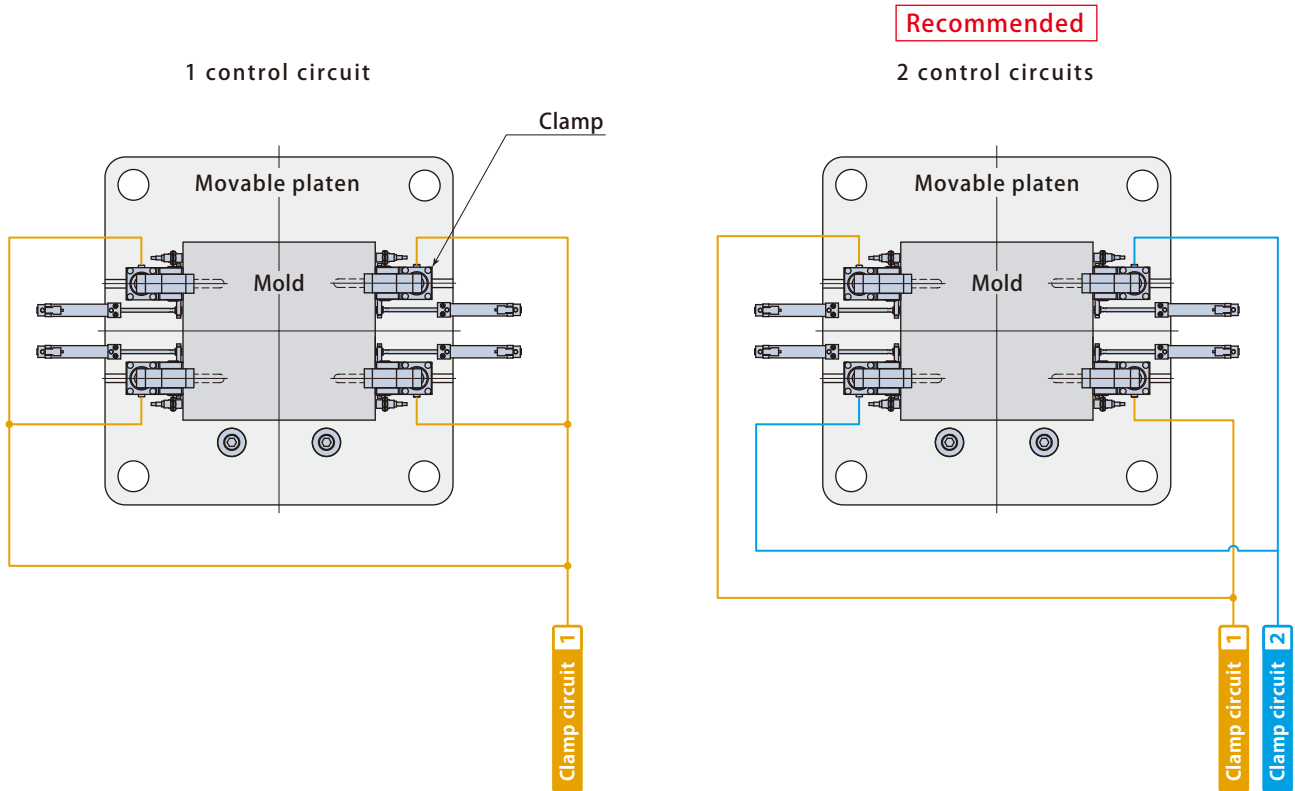 Recommended
1 control circuit
2 control circuits
Clamp
Movable platen
Movable platen
Mold
Mold
Clamp circuit 1
Clamp circuit 1
Clamp circuit 2